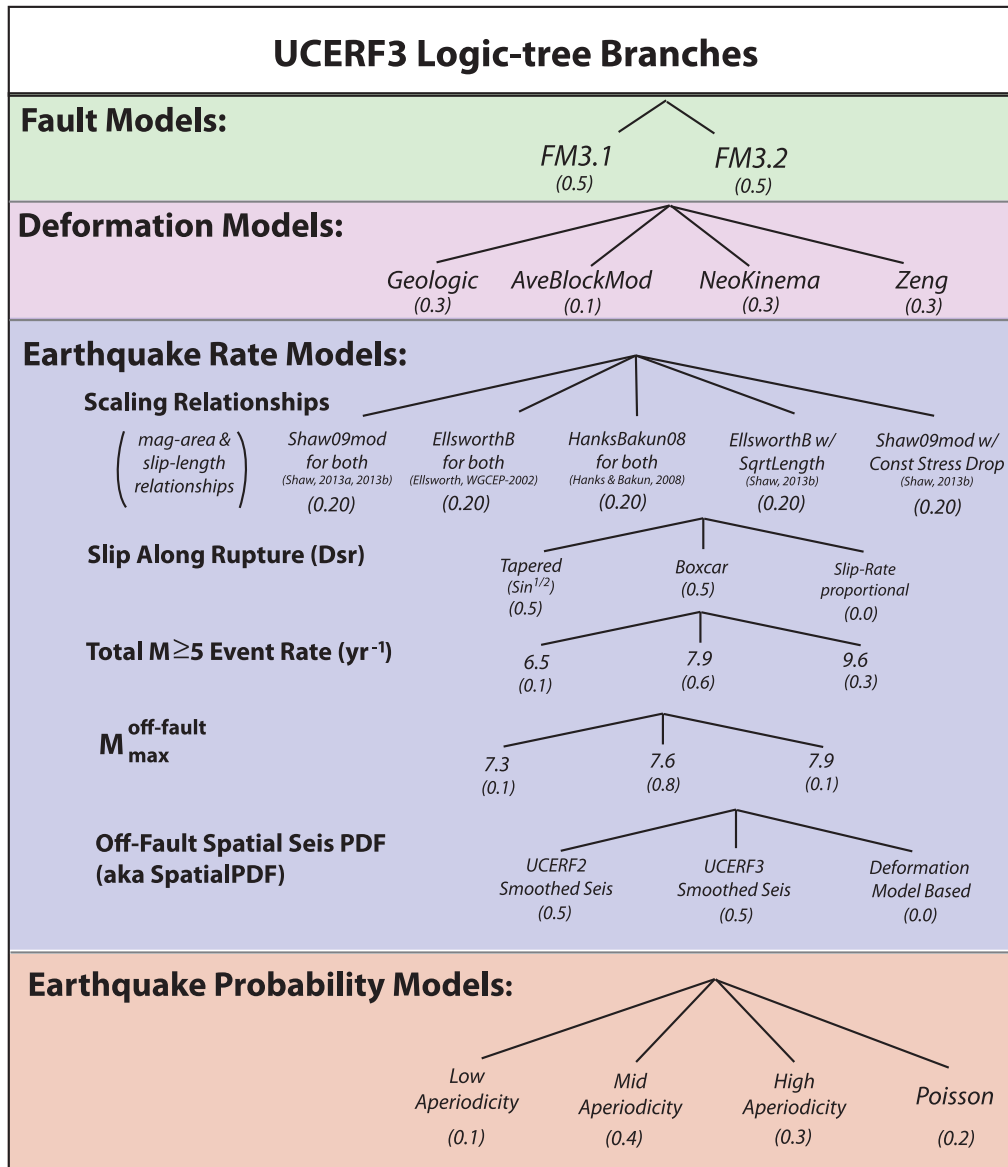 UCERF3 Logic-tree Branches
Fault Models:
FM3.1 FM3.2
(0.5) (0.5)
Deformation Models:
Geologic AveBlockMod NeoKinema Zeng
(0.3) (0.1) (0.3) (0.3)
Earthquake Rate Models:
Scaling Relationships
( mag-area & slip-length relationships )
Shaw09mod for both
(Shaw, 2013a, 2013b)
(0.20)
EllsworthB for both
(Ellsworth, WGCEP-2002)
(0.20)
HanksBakun08 for both
(Hanks & Bakun, 2008)
(0.20)
EllsworthB w/ SqrtLength
(Shaw, 2013b)
(0.20)
Shaw09mod w/ Const Stress Drop
(Shaw, 2013b)
(0.20)
Slip Along Rupture (Dsr)
Tapered
(Sin^1/2)
(0.5)
Boxcar
(0.5)
Slip-Rate
proportional
(0.0)
Total M≥5 Event Rate (yr⁻¹)
6.5 7.9 9.6
(0.1) (0.6) (0.3)
M off-fault max
7.3 7.6 7.9
(0.1) (0.8) (0.1)
Off-Fault Spatial Seis PDF
(aka SpatialPDF)
UCERF2
Smoothed Seis
(0.5)
UCERF3
Smoothed Seis
(0.5)
Deformation
Model Based
(0.0)
Earthquake Probability Models:
Low
Aperiodicity
(0.1)
Mid
Aperiodicity
(0.4)
High
Aperiodicity
(0.3)
Poisson
(0.2)